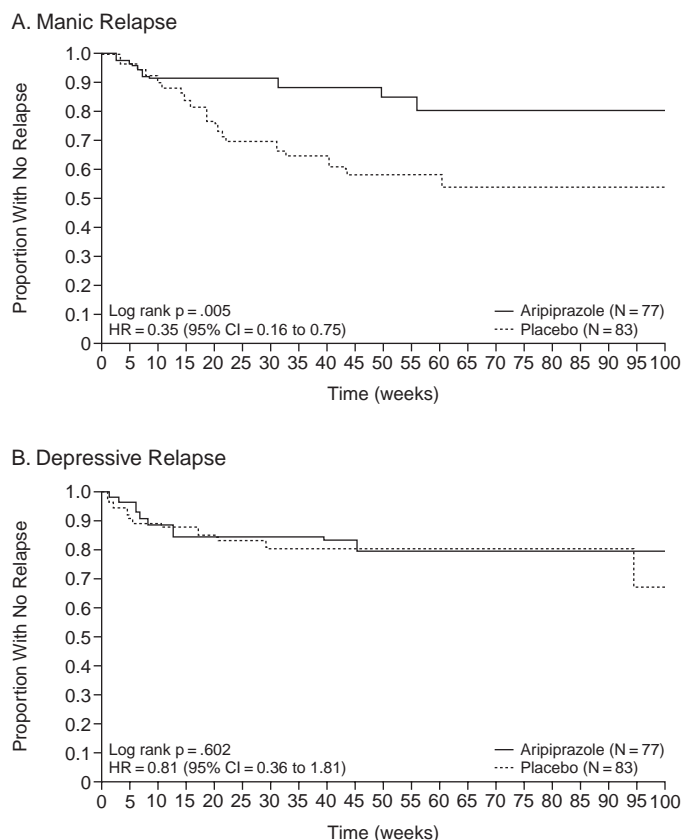 A. Manic Relapse
Proportion With No Relapse
1.0
0.9
0.8
0.7
0.6
0.5
0.4
0.3
0.2
0.1
0
Log rank p = .005
HR = 0.35 (95% CI = 0.16 to 0.75)
Aripiprazole (N = 77)
Placebo (N = 83)
0 5 10 15 20 25 30 35 40 45 50 55 60 65 70 75 80 85 90 95 100
Time (weeks)
B. Depressive Relapse
Proportion With No Relapse
1.0
0.9
0.8
0.7
0.6
0.5
0.4
0.3
0.2
0.1
0
Log rank p = .602
HR = 0.81 (95% CI = 0.36 to 1.81)
Aripiprazole (N = 77)
Placebo (N = 83)
0 5 10 15 20 25 30 35 40 45 50 55 60 65 70 75 80 85 90 95 100
Time (weeks)